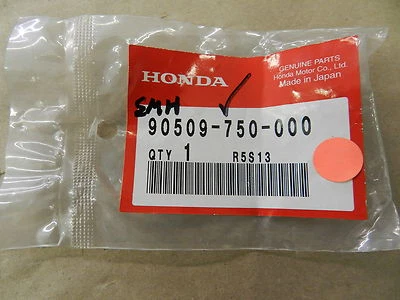 HONDA
GENUINE PARTS
Honda Motor Co., Ltd.
Made in Japan
SMH
90509-750-000
QTY 1 R5S13